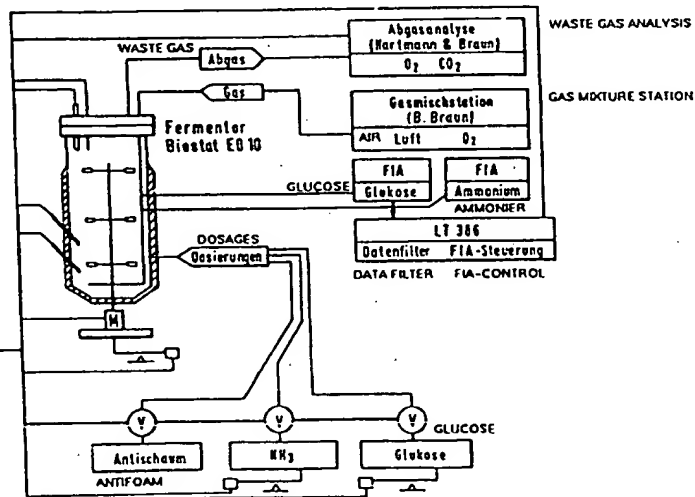 Abgasanalyse
(Hartmann & Braun)
O₂ CO₂
WASTE GAS ANALYSIS
WASTE GAS
Abgas
Gas
Gasmischstation
(B. Braun)
AIR Luft O₂
GAS MIXTURE STATION
Fermentor
Biostat ED 10
GLUCOSE
FIA
Glukose
FIA
Ammonium
AMMONIER
LT 386
Datenfilter FIA-Steuerung
DATA FILTER FIA-CONTROL
DOSAGES
Dosierungen
M
V
V
V
GLUCOSE
Antischaum
NH₃
Glukose
ANTIFOAM